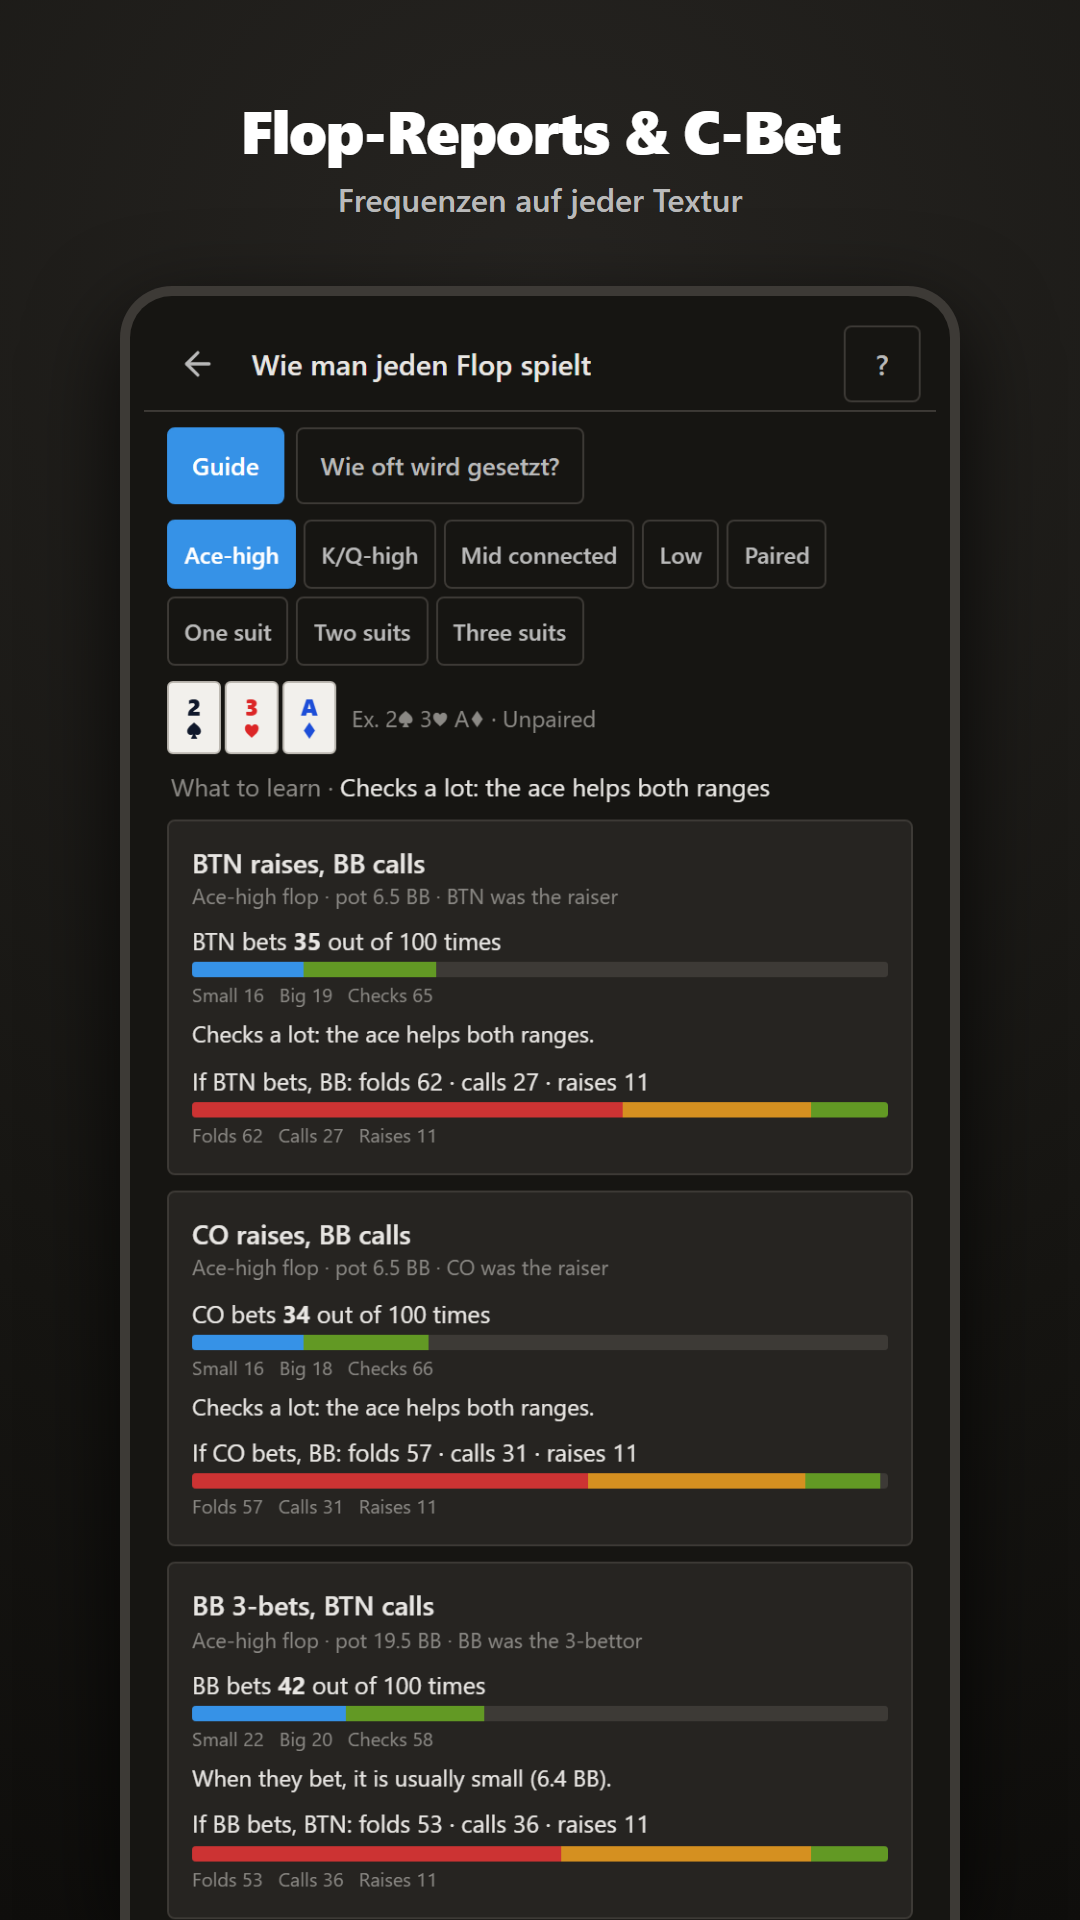 Flop-Reports & C-Bet
Frequenzen auf jeder Textur
← Wie man jeden Flop spielt ?
Guide Wie oft wird gesetzt?
Ace-high K/Q-high Mid connected Low Paired
One suit Two suits Three suits
2♠ 3♥ A♦ Ex. 2♠ 3♥ A♦ · Unpaired
What to learn · Checks a lot: the ace helps both ranges
BTN raises, BB calls
Ace-high flop · pot 6.5 BB · BTN was the raiser
BTN bets 35 out of 100 times
Small 16 Big 19 Checks 65
Checks a lot: the ace helps both ranges.
If BTN bets, BB: folds 62 · calls 27 · raises 11
Folds 62 Calls 27 Raises 11
CO raises, BB calls
Ace-high flop · pot 6.5 BB · CO was the raiser
CO bets 34 out of 100 times
Small 16 Big 18 Checks 66
Checks a lot: the ace helps both ranges.
If CO bets, BB: folds 57 · calls 31 · raises 11
Folds 57 Calls 31 Raises 11
BB 3-bets, BTN calls
Ace-high flop · pot 19.5 BB · BB was the 3-bettor
BB bets 42 out of 100 times
Small 22 Big 20 Checks 58
When they bet, it is usually small (6.4 BB).
If BB bets, BTN: folds 53 · calls 36 · raises 11
Folds 53 Calls 36 Raises 11